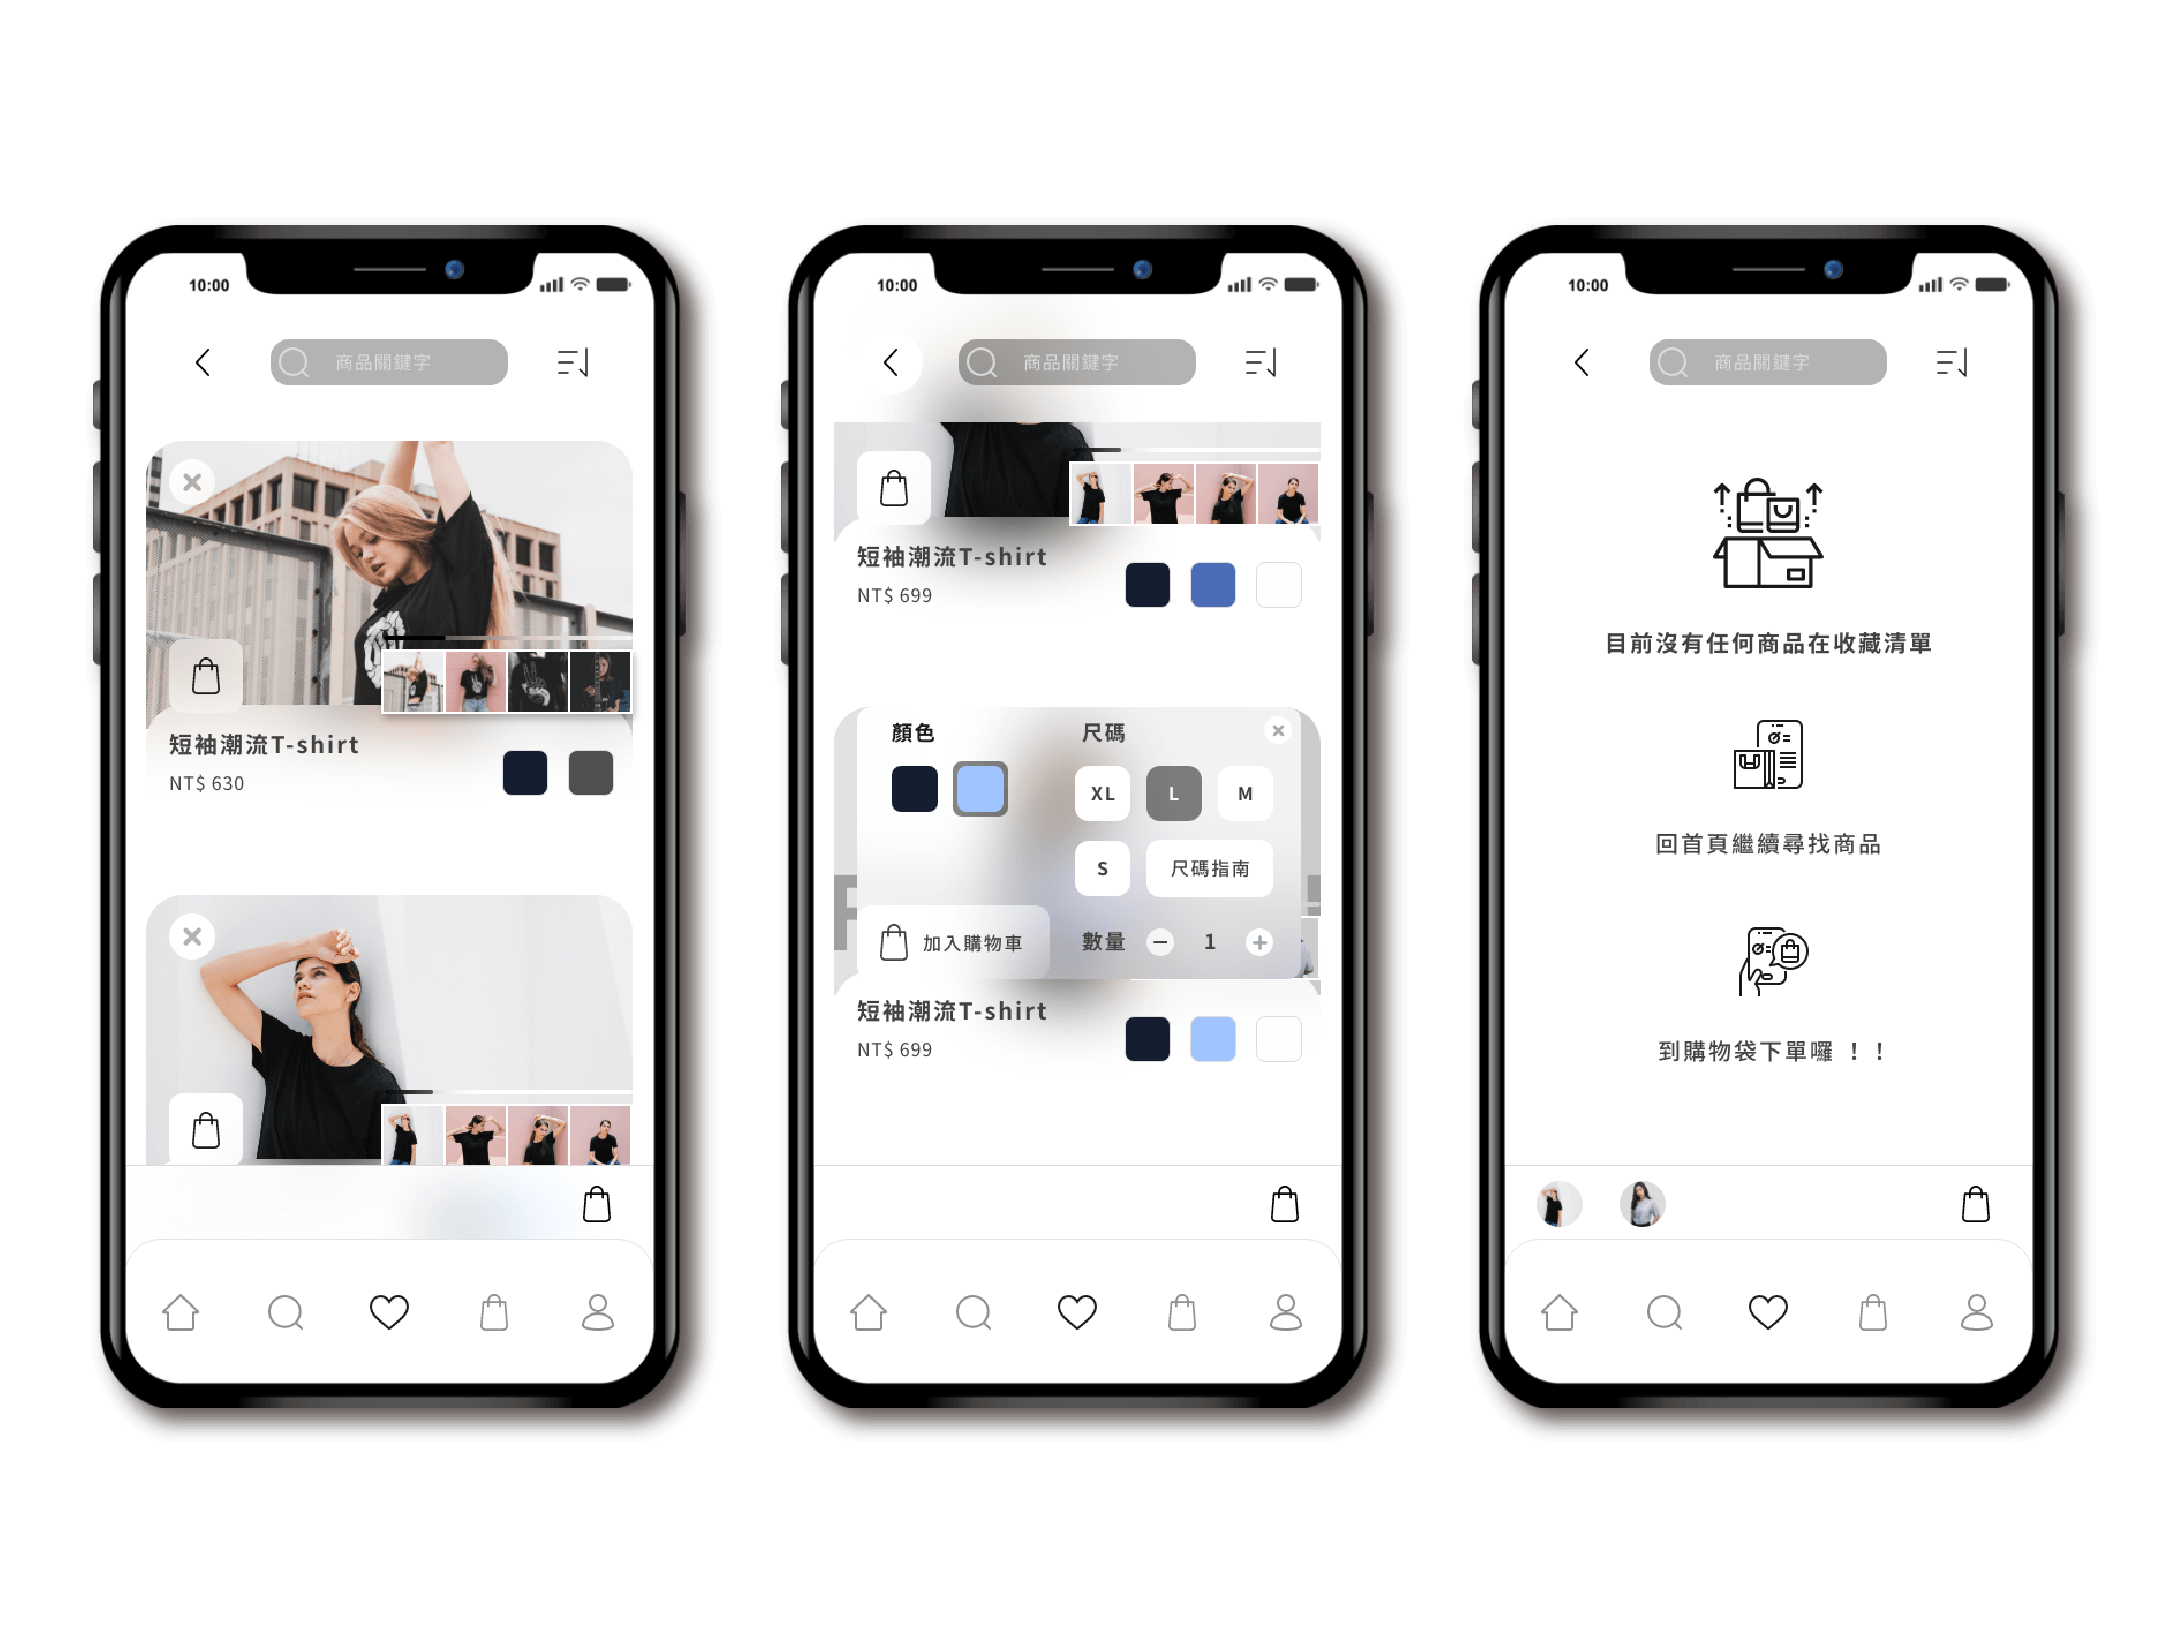 10:00
商品關鍵字
短袖潮流T-shirt
NT$ 630
10:00
商品關鍵字
短袖潮流T-shirt
NT$ 699
顏色
尺碼
XL
L
M
S
尺碼指南
加入購物車
數量
1
短袖潮流T-shirt
NT$ 699
10:00
商品關鍵字
目前沒有任何商品在收藏清單
回首頁繼續尋找商品
到購物袋下單囉 ！！